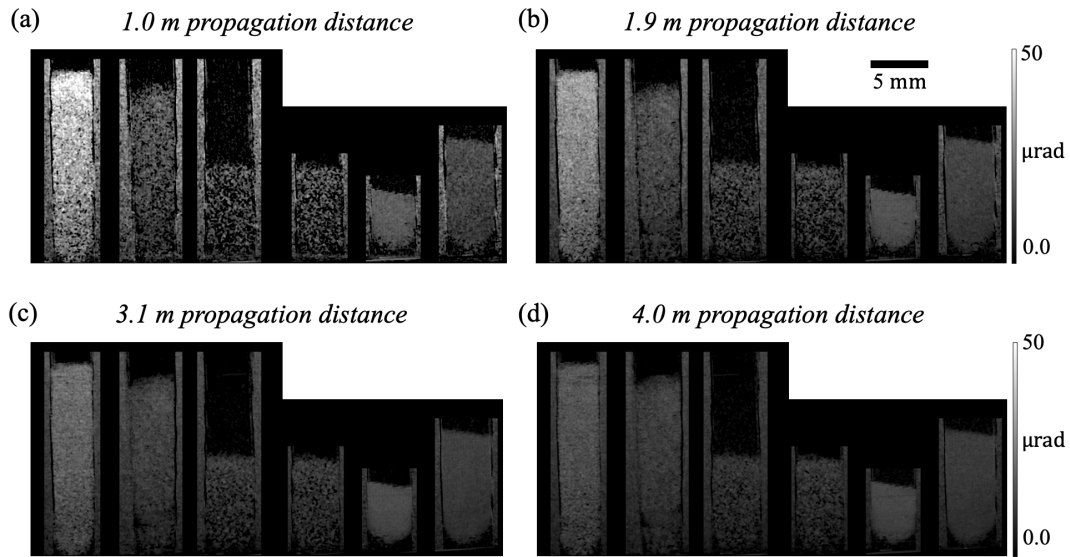 (a) 1.0 m propagation distance
(b) 1.9 m propagation distance
5 mm
50
μrad
0.0
(c) 3.1 m propagation distance
(d) 4.0 m propagation distance
50
μrad
0.0